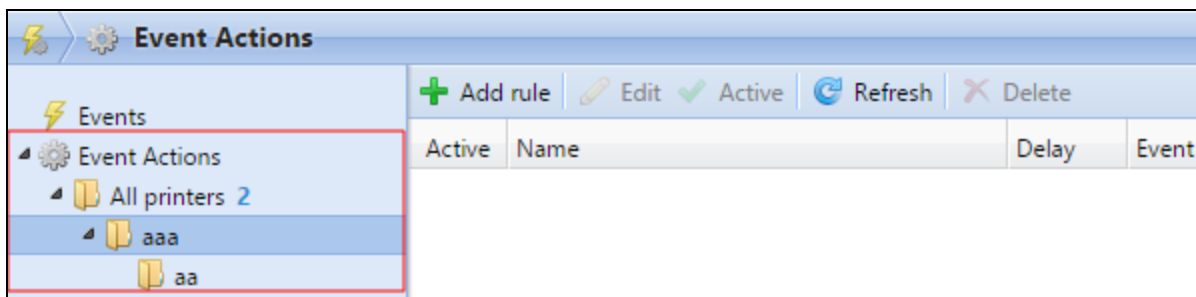 Event Actions
Add rule Edit Active Refresh Delete
Events
Active Name Delay Event
Event Actions
All printers 2
aaa
aa